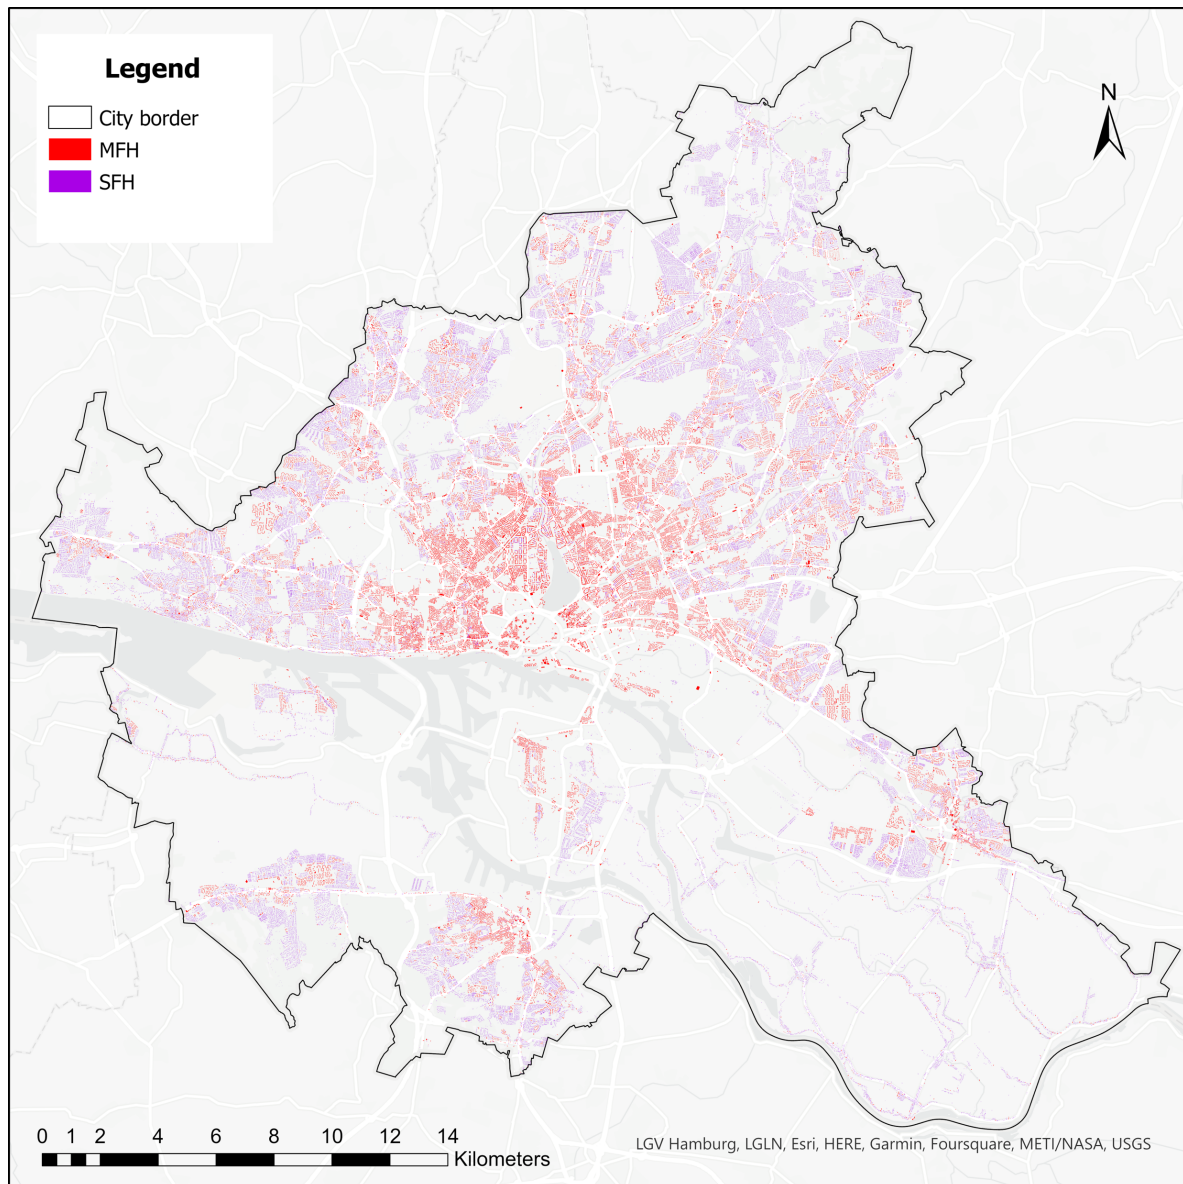 Legend
City border
MFH
SFH
N
0 1 2 4 6 8 10 12 14
Kilometers
LGV Hamburg, LGLN, Esri, HERE, Garmin, Foursquare, METI/NASA, USGS